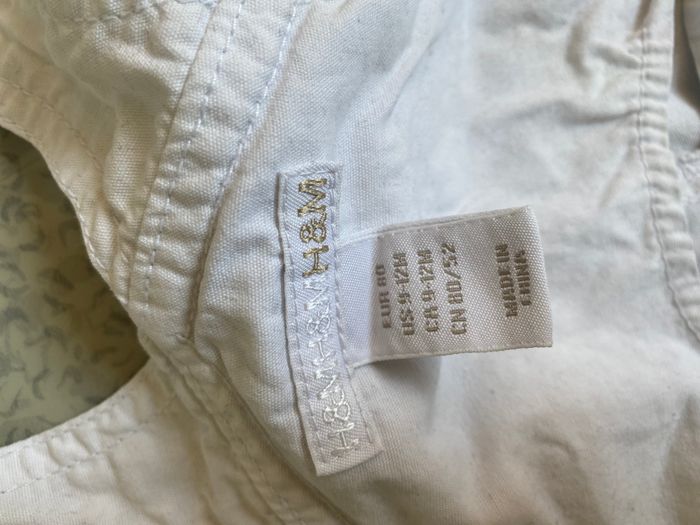 H&M H&M H&M
EUR 80
US 9-12M
CA 9-12M
CN 80/52
MADE IN
CHINA